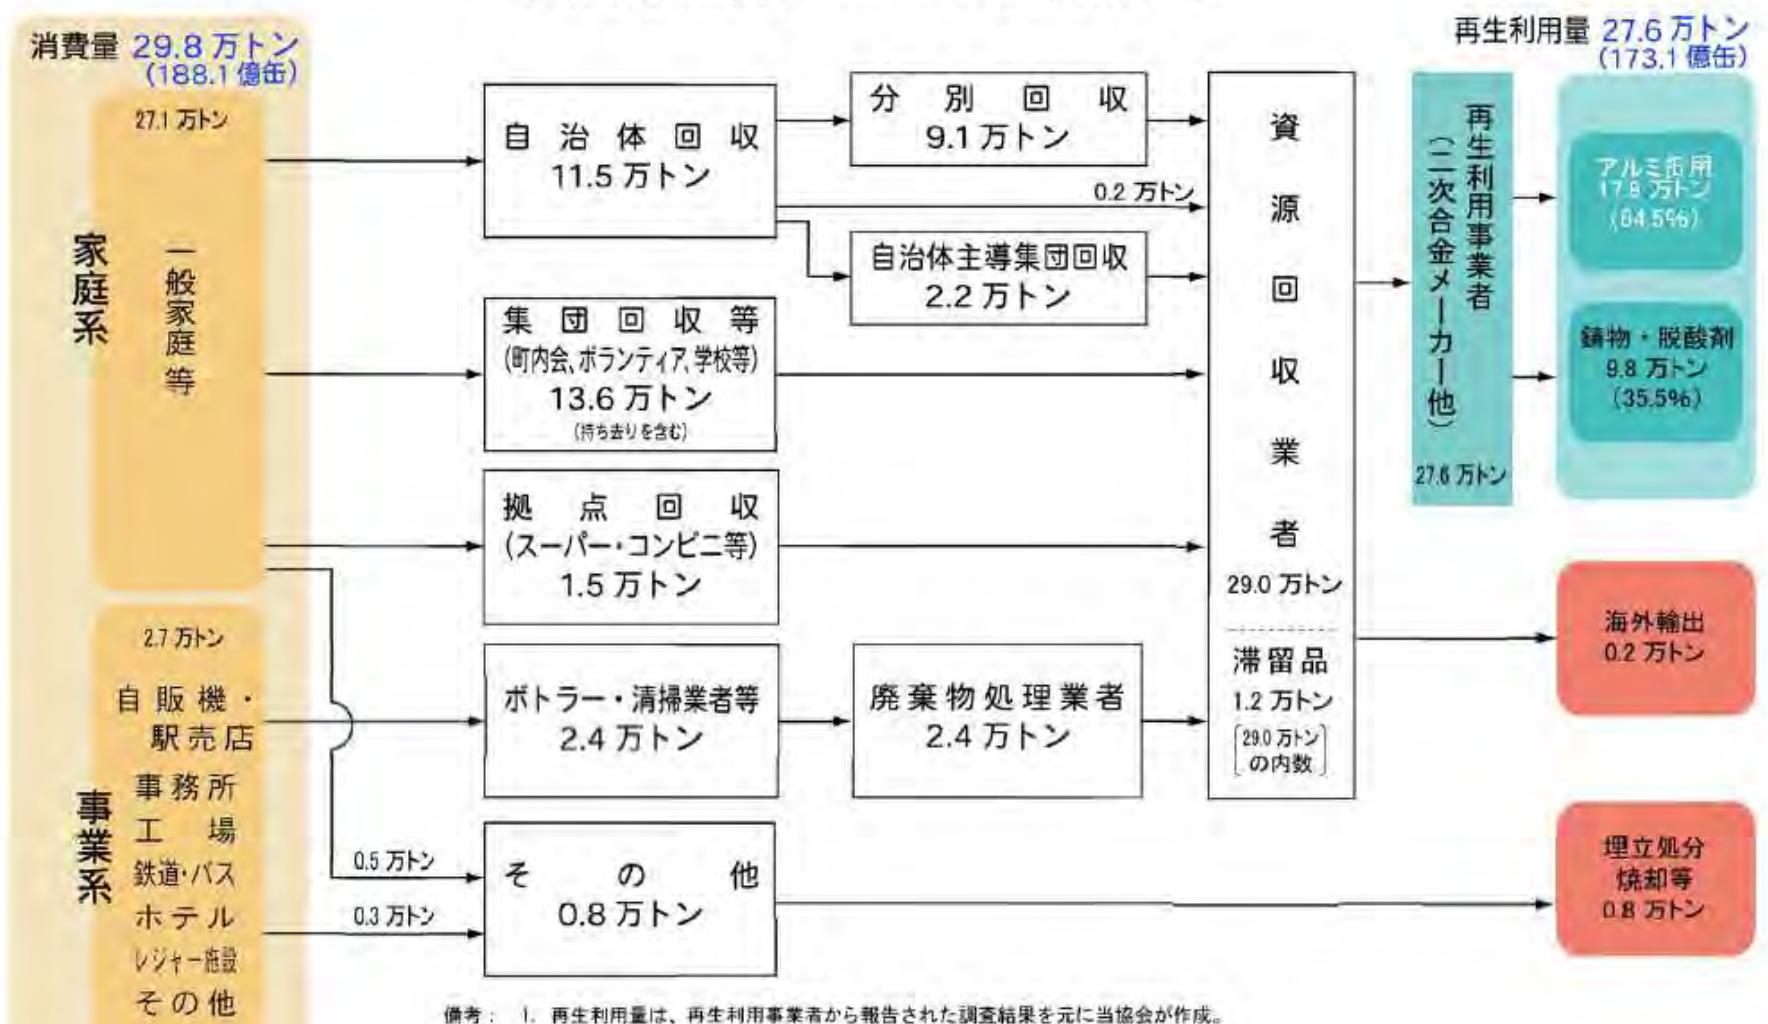 消費量 29.8 万トン
(188.1 億缶)
27.1 万トン
家庭系
一般家庭等
2.7 万トン
事業系
自販機・
駅売店
事務所
工場
鉄道・バス
ホテル
レジャー施設
その他
自治体回収
11.5 万トン
分別回収
9.1 万トン
0.2 万トン
自治体主導集団回収
2.2 万トン
集団回収等
(町内会、ボランティア、学校等)
13.6 万トン
(持ち去りを含む)
拠点回収
(スーパー・コンビニ等)
1.5 万トン
ボトラー・清掃業者等
2.4 万トン
廃棄物処理業者
2.4 万トン
0.5 万トン
0.3 万トン
その他
0.8 万トン
資源回収業者
29.0 万トン
滞留品
1.2 万トン
[29.0 万トン
の内数]
再生利用事業者
(二次合金メーカー他)
27.6 万トン
再生利用量 27.6 万トン
(173.1 億缶)
アルミ缶用
17.8 万トン
(64.5%)
鋳物・脱酸剤
9.8 万トン
(35.5%)
海外輸出
0.2 万トン
埋立処分
焼却等
0.8 万トン
備考: 1. 再生利用量は、再生利用事業者から報告された調査結果を元に当協会が作成。